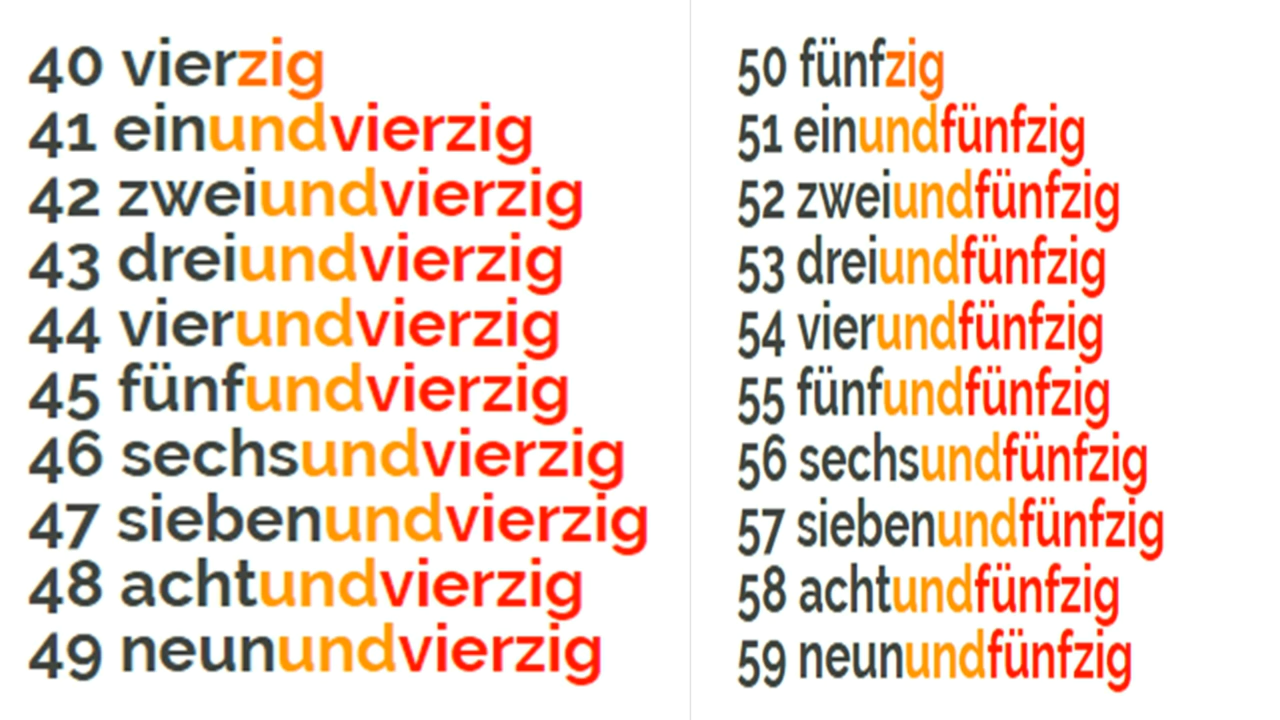 40 vierzig
41 einundvierzig
42 zweiundvierzig
43 dreiundvierzig
44 vierundvierzig
45 fünfundvierzig
46 sechsundvierzig
47 siebenundvierzig
48 achtundvierzig
49 neunundvierzig
50 fünfzig
51 einundfünfzig
52 zweiundfünfzig
53 dreiundfünfzig
54 vierundfünfzig
55 fünfundfünfzig
56 sechsundfünfzig
57 siebenundfünfzig
58 achtundfünfzig
59 neunundfünfzig